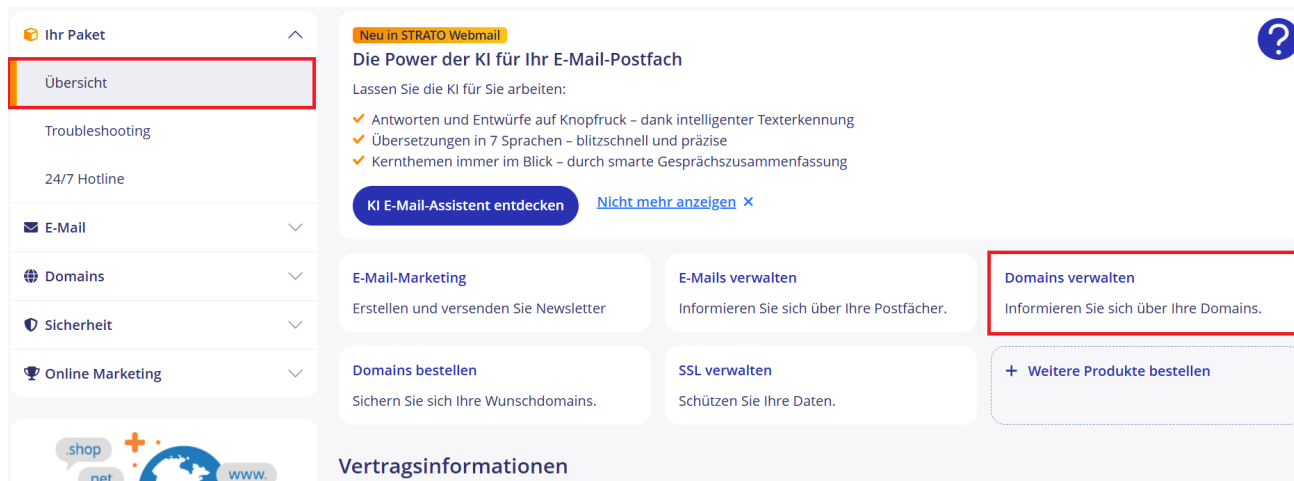 Ihr Paket
Übersicht
Troubleshooting
24/7 Hotline
E-Mail
Domains
Sicherheit
Online Marketing
.shop
.net
www.
Neu in STRATO Webmail
Die Power der KI für Ihr E-Mail-Postfach
Lassen Sie die KI für Sie arbeiten:
Antworten und Entwürfe auf Knopfruck – dank intelligenter Texterkennung
Übersetzungen in 7 Sprachen – blitzschnell und präzise
Kernthemen immer im Blick – durch smarte Gesprächszusammenfassung
KI E-Mail-Assistent entdecken
Nicht mehr anzeigen ×
?
E-Mail-Marketing
Erstellen und versenden Sie Newsletter
E-Mails verwalten
Informieren Sie sich über Ihre Postfächer.
Domains verwalten
Informieren Sie sich über Ihre Domains.
Domains bestellen
Sichern Sie sich Ihre Wunschdomains.
SSL verwalten
Schützen Sie Ihre Daten.
+ Weitere Produkte bestellen
Vertragsinformationen